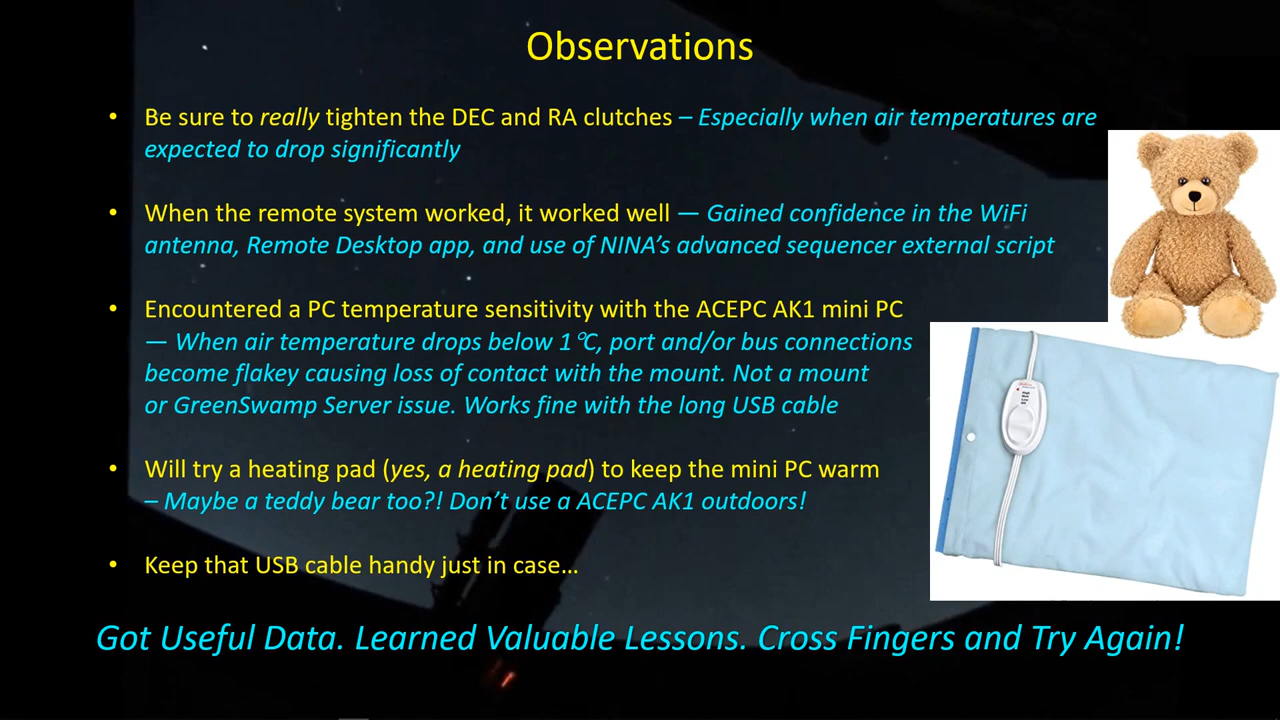 Observations
• Be sure to really tighten the DEC and RA clutches – Especially when air temperatures are
expected to drop significantly
• When the remote system worked, it worked well — Gained confidence in the WiFi
antenna, Remote Desktop app, and use of NINA's advanced sequencer external script
• Encountered a PC temperature sensitivity with the ACEPC AK1 mini PC
— When air temperature drops below 1°C, port and/or bus connections
become flakey causing loss of contact with the mount. Not a mount
or GreenSwamp Server issue. Works fine with the long USB cable
• Will try a heating pad (yes, a heating pad) to keep the mini PC warm
– Maybe a teddy bear too?! Don't use a ACEPC AK1 outdoors!
• Keep that USB cable handy just in case…
Got Useful Data. Learned Valuable Lessons. Cross Fingers and Try Again!